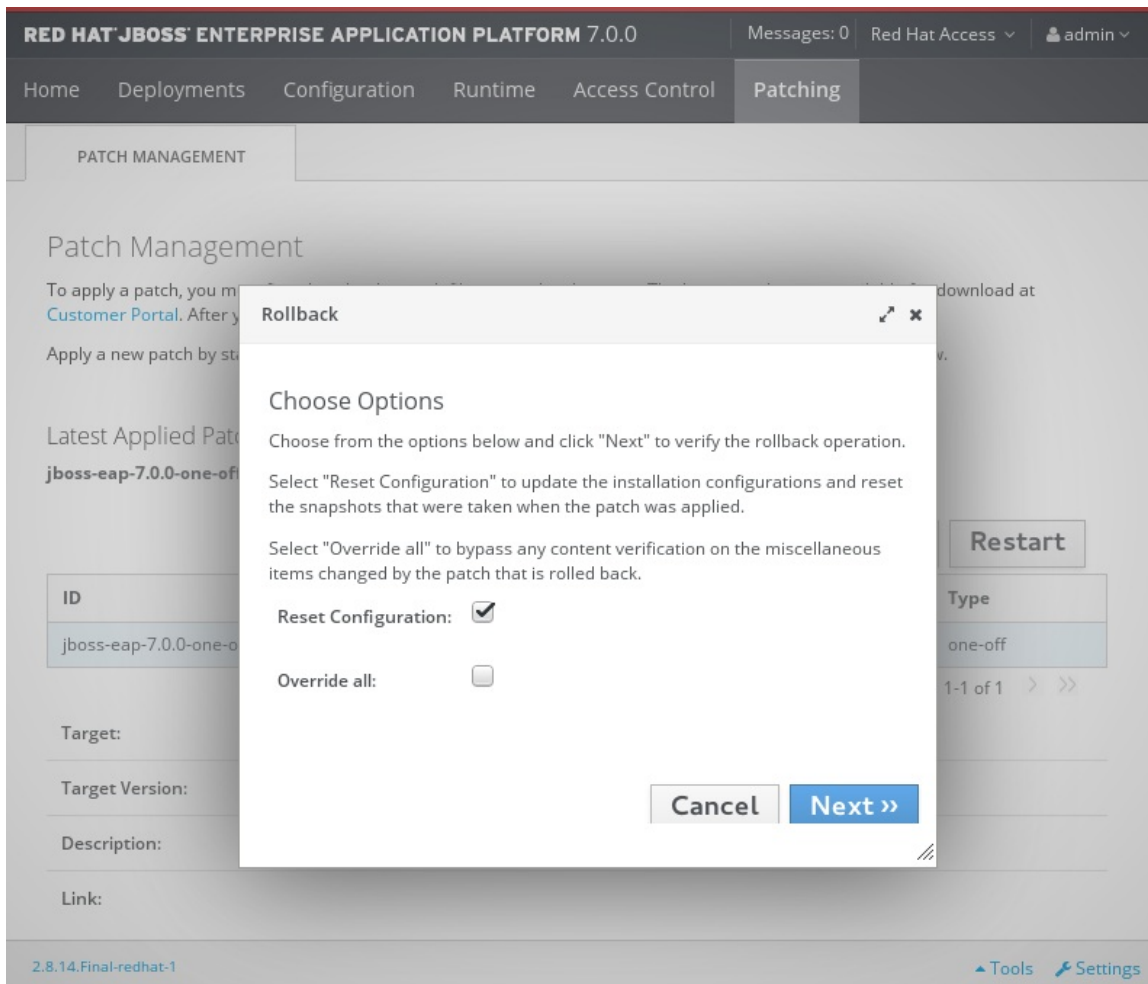 RED HAT JBOSS ENTERPRISE APPLICATION PLATFORM 7.0.0
Messages: 0
Red Hat Access
admin
Home
Deployments
Configuration
Runtime
Access Control
Patching
PATCH MANAGEMENT
Patch Management
To apply a patch, you
download at
Customer Portal. After
Apply a new patch by
Latest Applied
jboss-eap-7.0.0-one-of
Restart
ID
Type
jboss-eap-7.0.0-one-o
one-off
1-1 of 1
Target:
Target Version:
Description:
Link:
Rollback
Choose Options
Choose from the options below and click "Next" to verify the rollback operation.
Select "Reset Configuration" to update the installation configurations and reset
the snapshots that were taken when the patch was applied.
Select "Override all" to bypass any content verification on the miscellaneous
items changed by the patch that is rolled back.
Reset Configuration:
Override all:
Cancel
Next »
2.8.14.Final-redhat-1
Tools
Settings